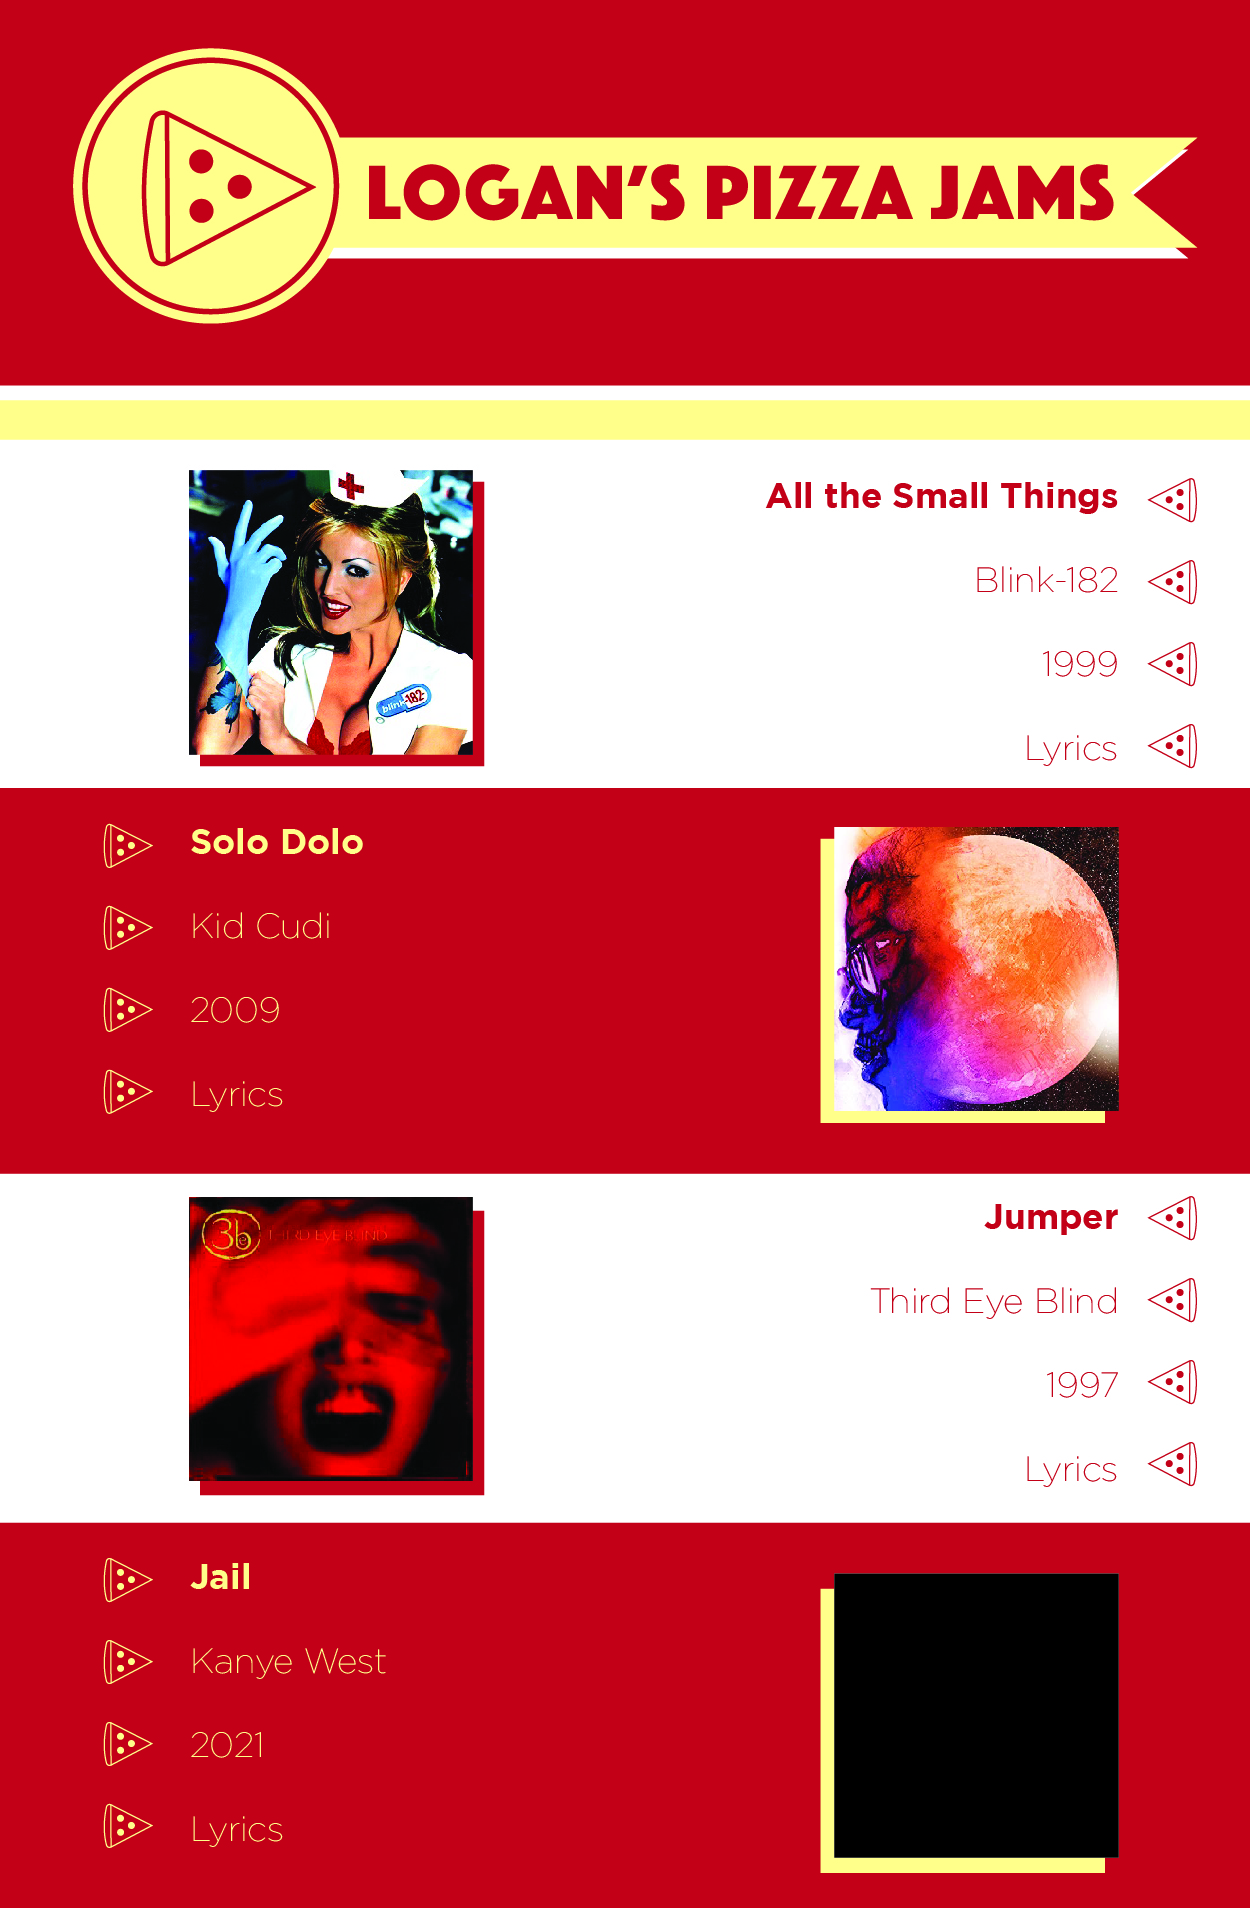 LOGAN'S PIZZA JAMS
All the Small Things
Blink-182
1999
Lyrics
blink-182
Solo Dolo
Kid Cudi
2009
Lyrics
3eb THIRD EYE BLIND
Jumper
Third Eye Blind
1997
Lyrics
Jail
Kanye West
2021
Lyrics